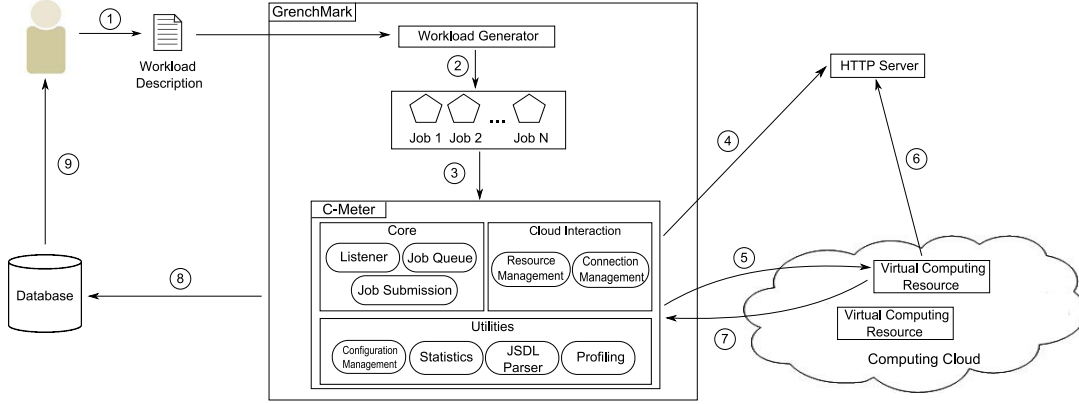 GrenchMark
1
Workload
Description
Workload Generator
2
Job 1 Job 2 ... Job N
3
HTTP Server
4
6
9
C-Meter
Core
Listener
Job Queue
Job Submission
Cloud Interaction
Resource
Management
Connection
Management
Utilities
Configuration
Management
Statistics
JSDL
Parser
Profiling
5
7
8
Database
Virtual Computing
Resource
Virtual Computing
Resource
Computing Cloud